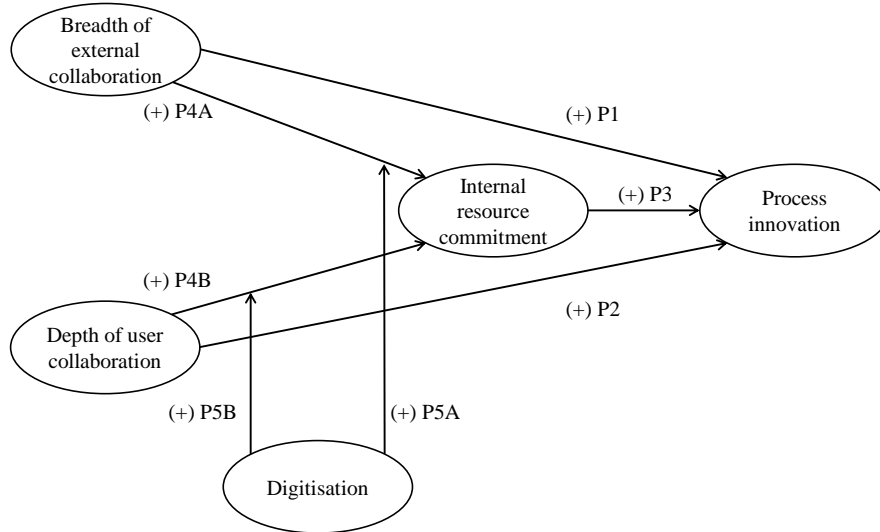 Breadth of
external
collaboration
(+) P4A
(+) P1
Internal
resource
commitment
(+) P3
Process
innovation
(+) P4B
(+) P2
Depth of user
collaboration
(+) P5B
(+) P5A
Digitisation